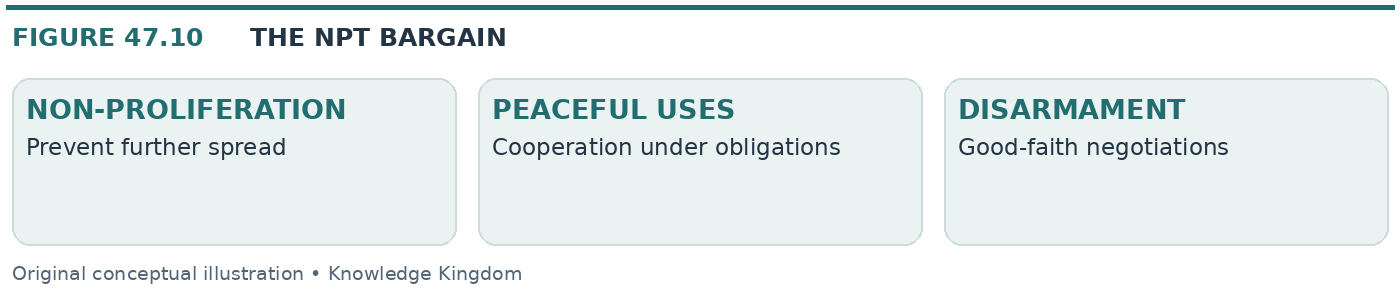 FIGURE 47.10 THE NPT BARGAIN
NON-PROLIFERATION
Prevent further spread
PEACEFUL USES
Cooperation under obligations
DISARMAMENT
Good-faith negotiations
Original conceptual illustration • Knowledge Kingdom